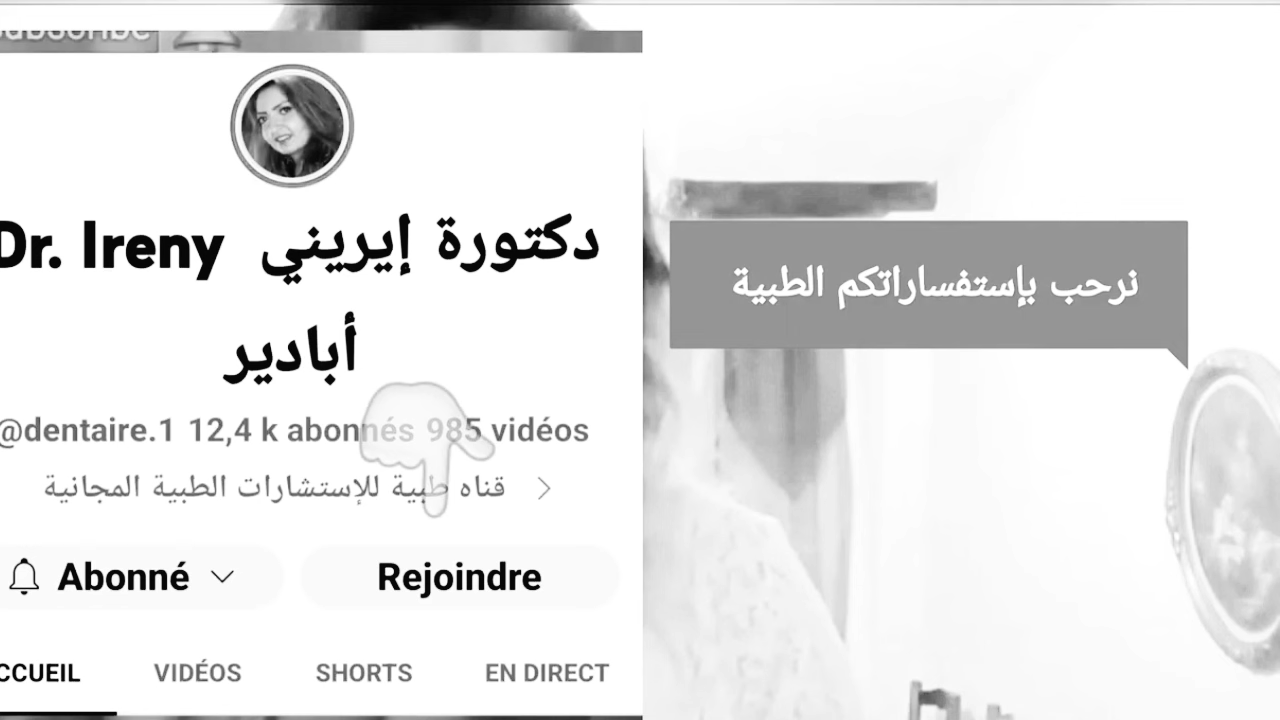 Subscribe
Dr. Ireny دكتورة إيريني
أبادير
@dentaire.1 12,4 k abonnés 985 vidéos
قناه طبية للإستشارات الطبية المجانية
Abonné
Rejoindre
CCUEIL VIDÉOS SHORTS EN DIRECT
نرحب بإستفساراتكم الطبية